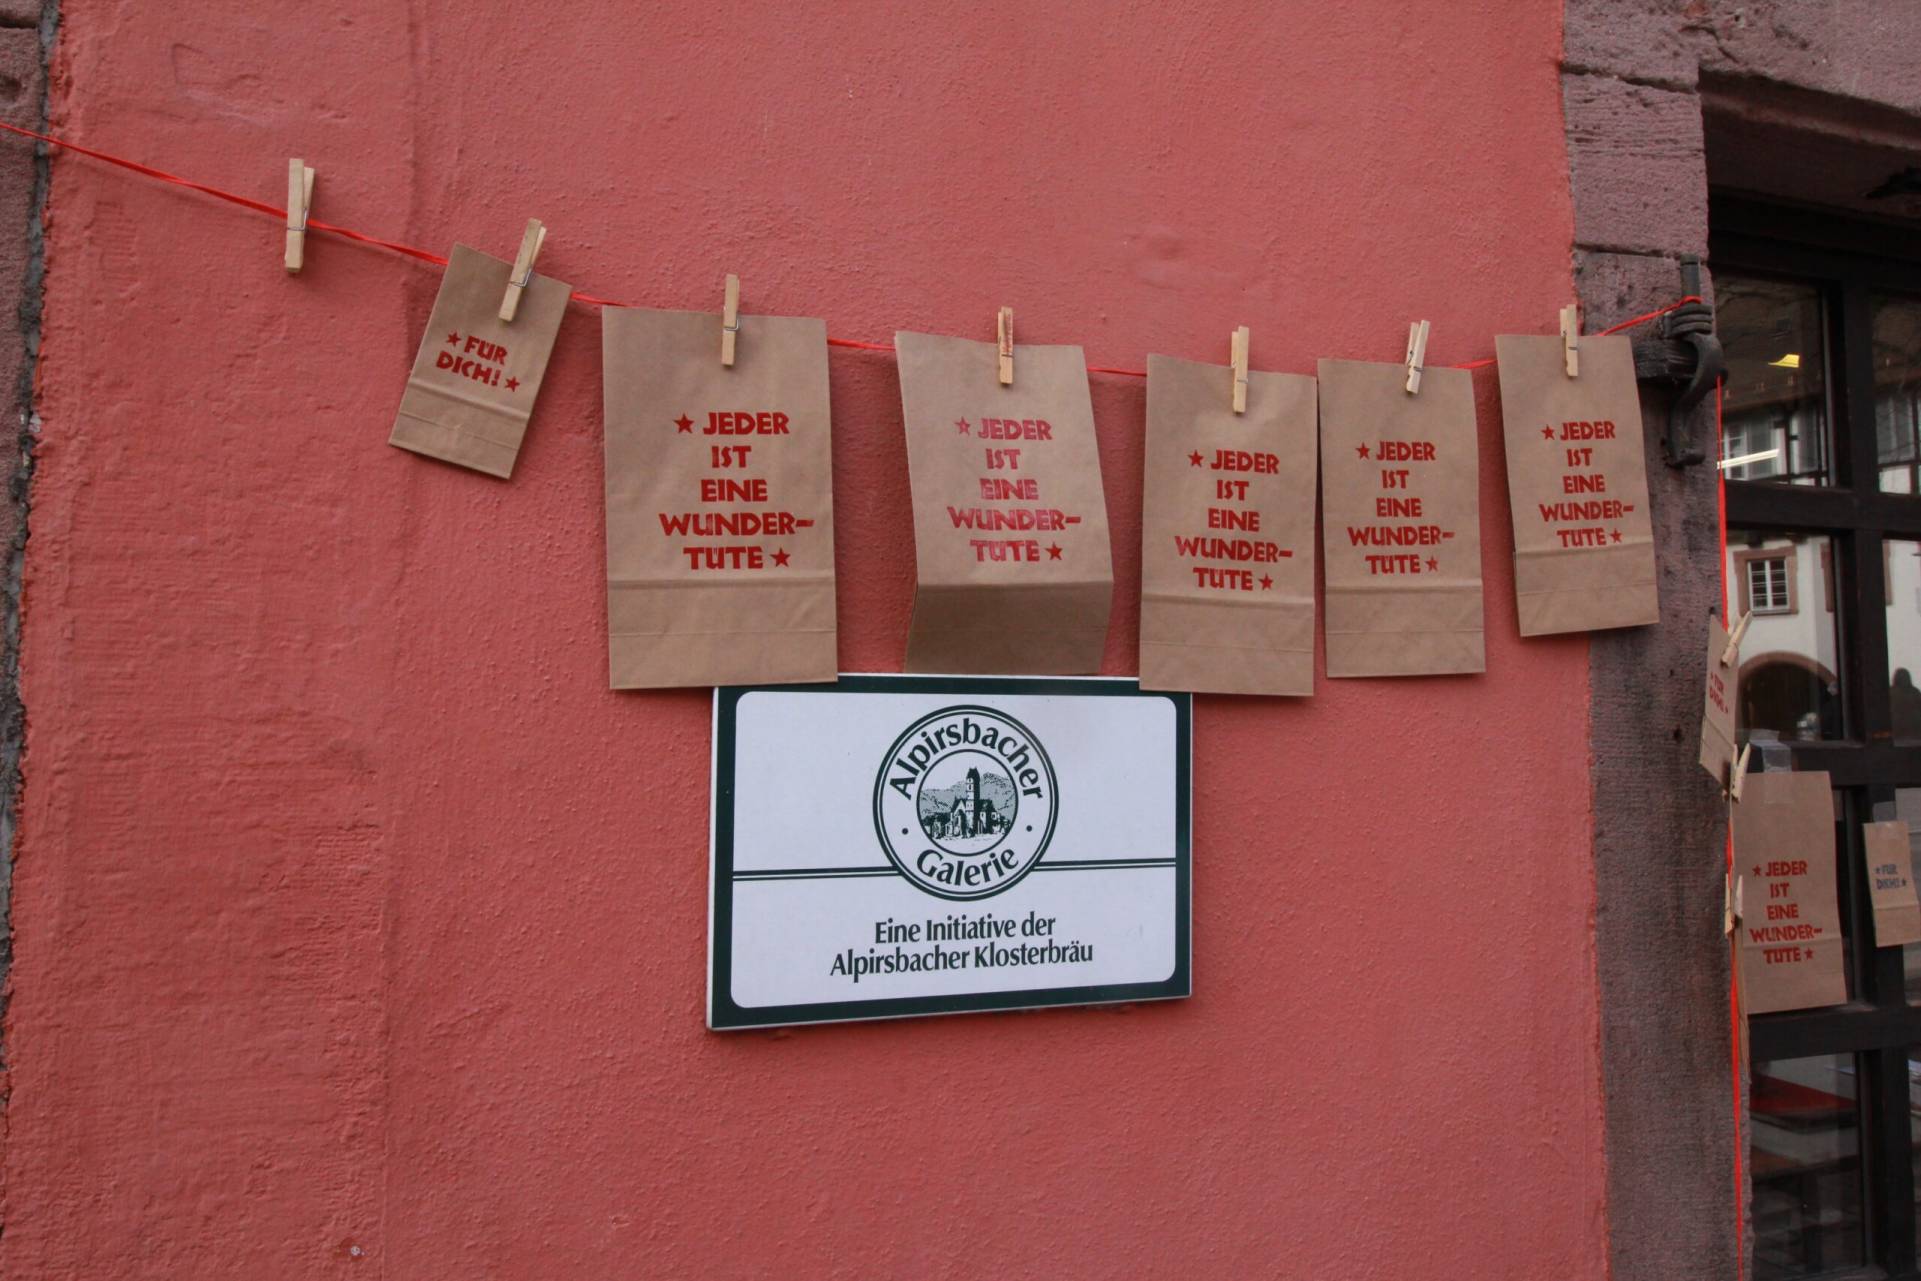 ★ FÜR
DICH! ★
★ JEDER
IST
EINE
WUNDER-
TÜTE ★
★ JEDER
IST
EINE
WUNDER-
TÜTE ★
★ JEDER
IST
EINE
WUNDER-
TÜTE ★
★ JEDER
IST
EINE
WUNDER-
TÜTE ★
★ JEDER
IST
EINE
WUNDER-
TÜTE ★
Alpirsbacher
Galerie
Eine Initiative der
Alpirsbacher Klosterbräu
★ FÜR
DICH! ★
★ JEDER
IST
EINE
WUNDER-
TÜTE ★
★ FÜR
DICH! ★